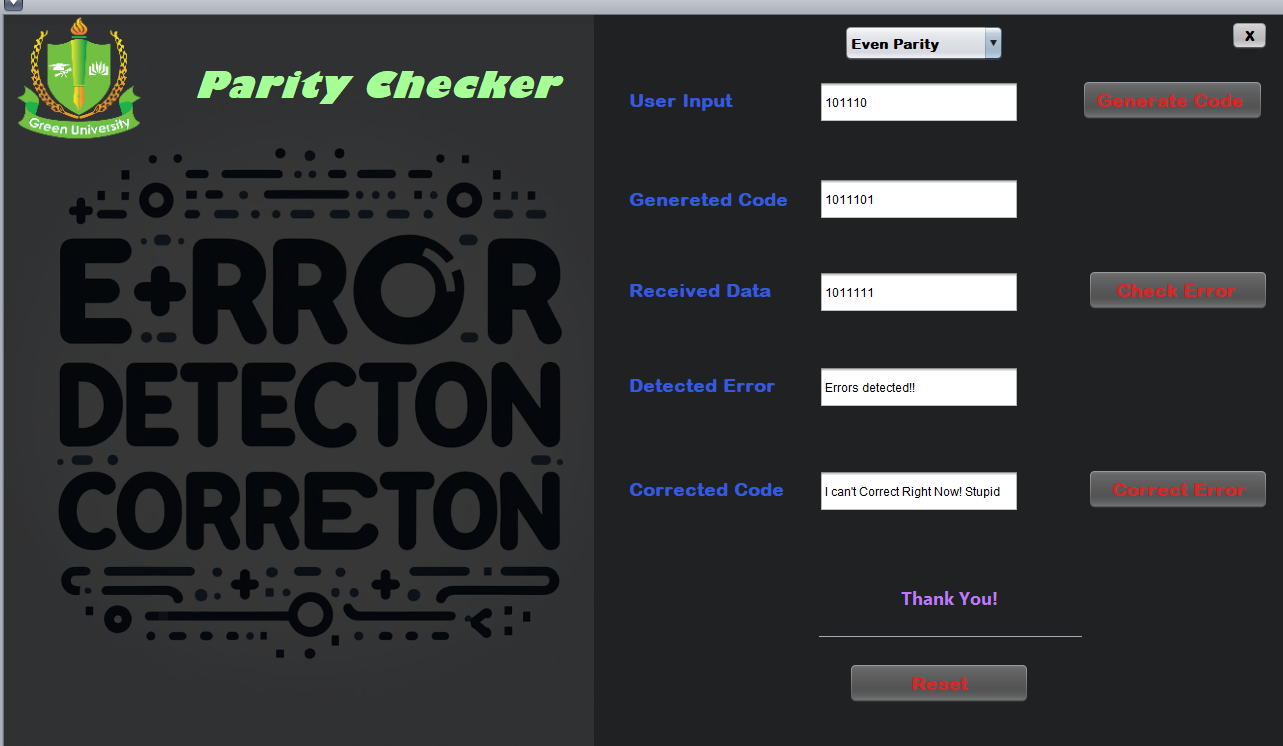 Green University
Parity Checker
E+RROR
DETECTON
CORRETON
Even Parity
X
User Input
101110
Generate Code
Genereted Code
1011101
Received Data
1011111
Check Error
Detected Error
Errors detected!!
Corrected Code
I can't Correct Right Now! Stupid
Correct Error
Thank You!
Reset